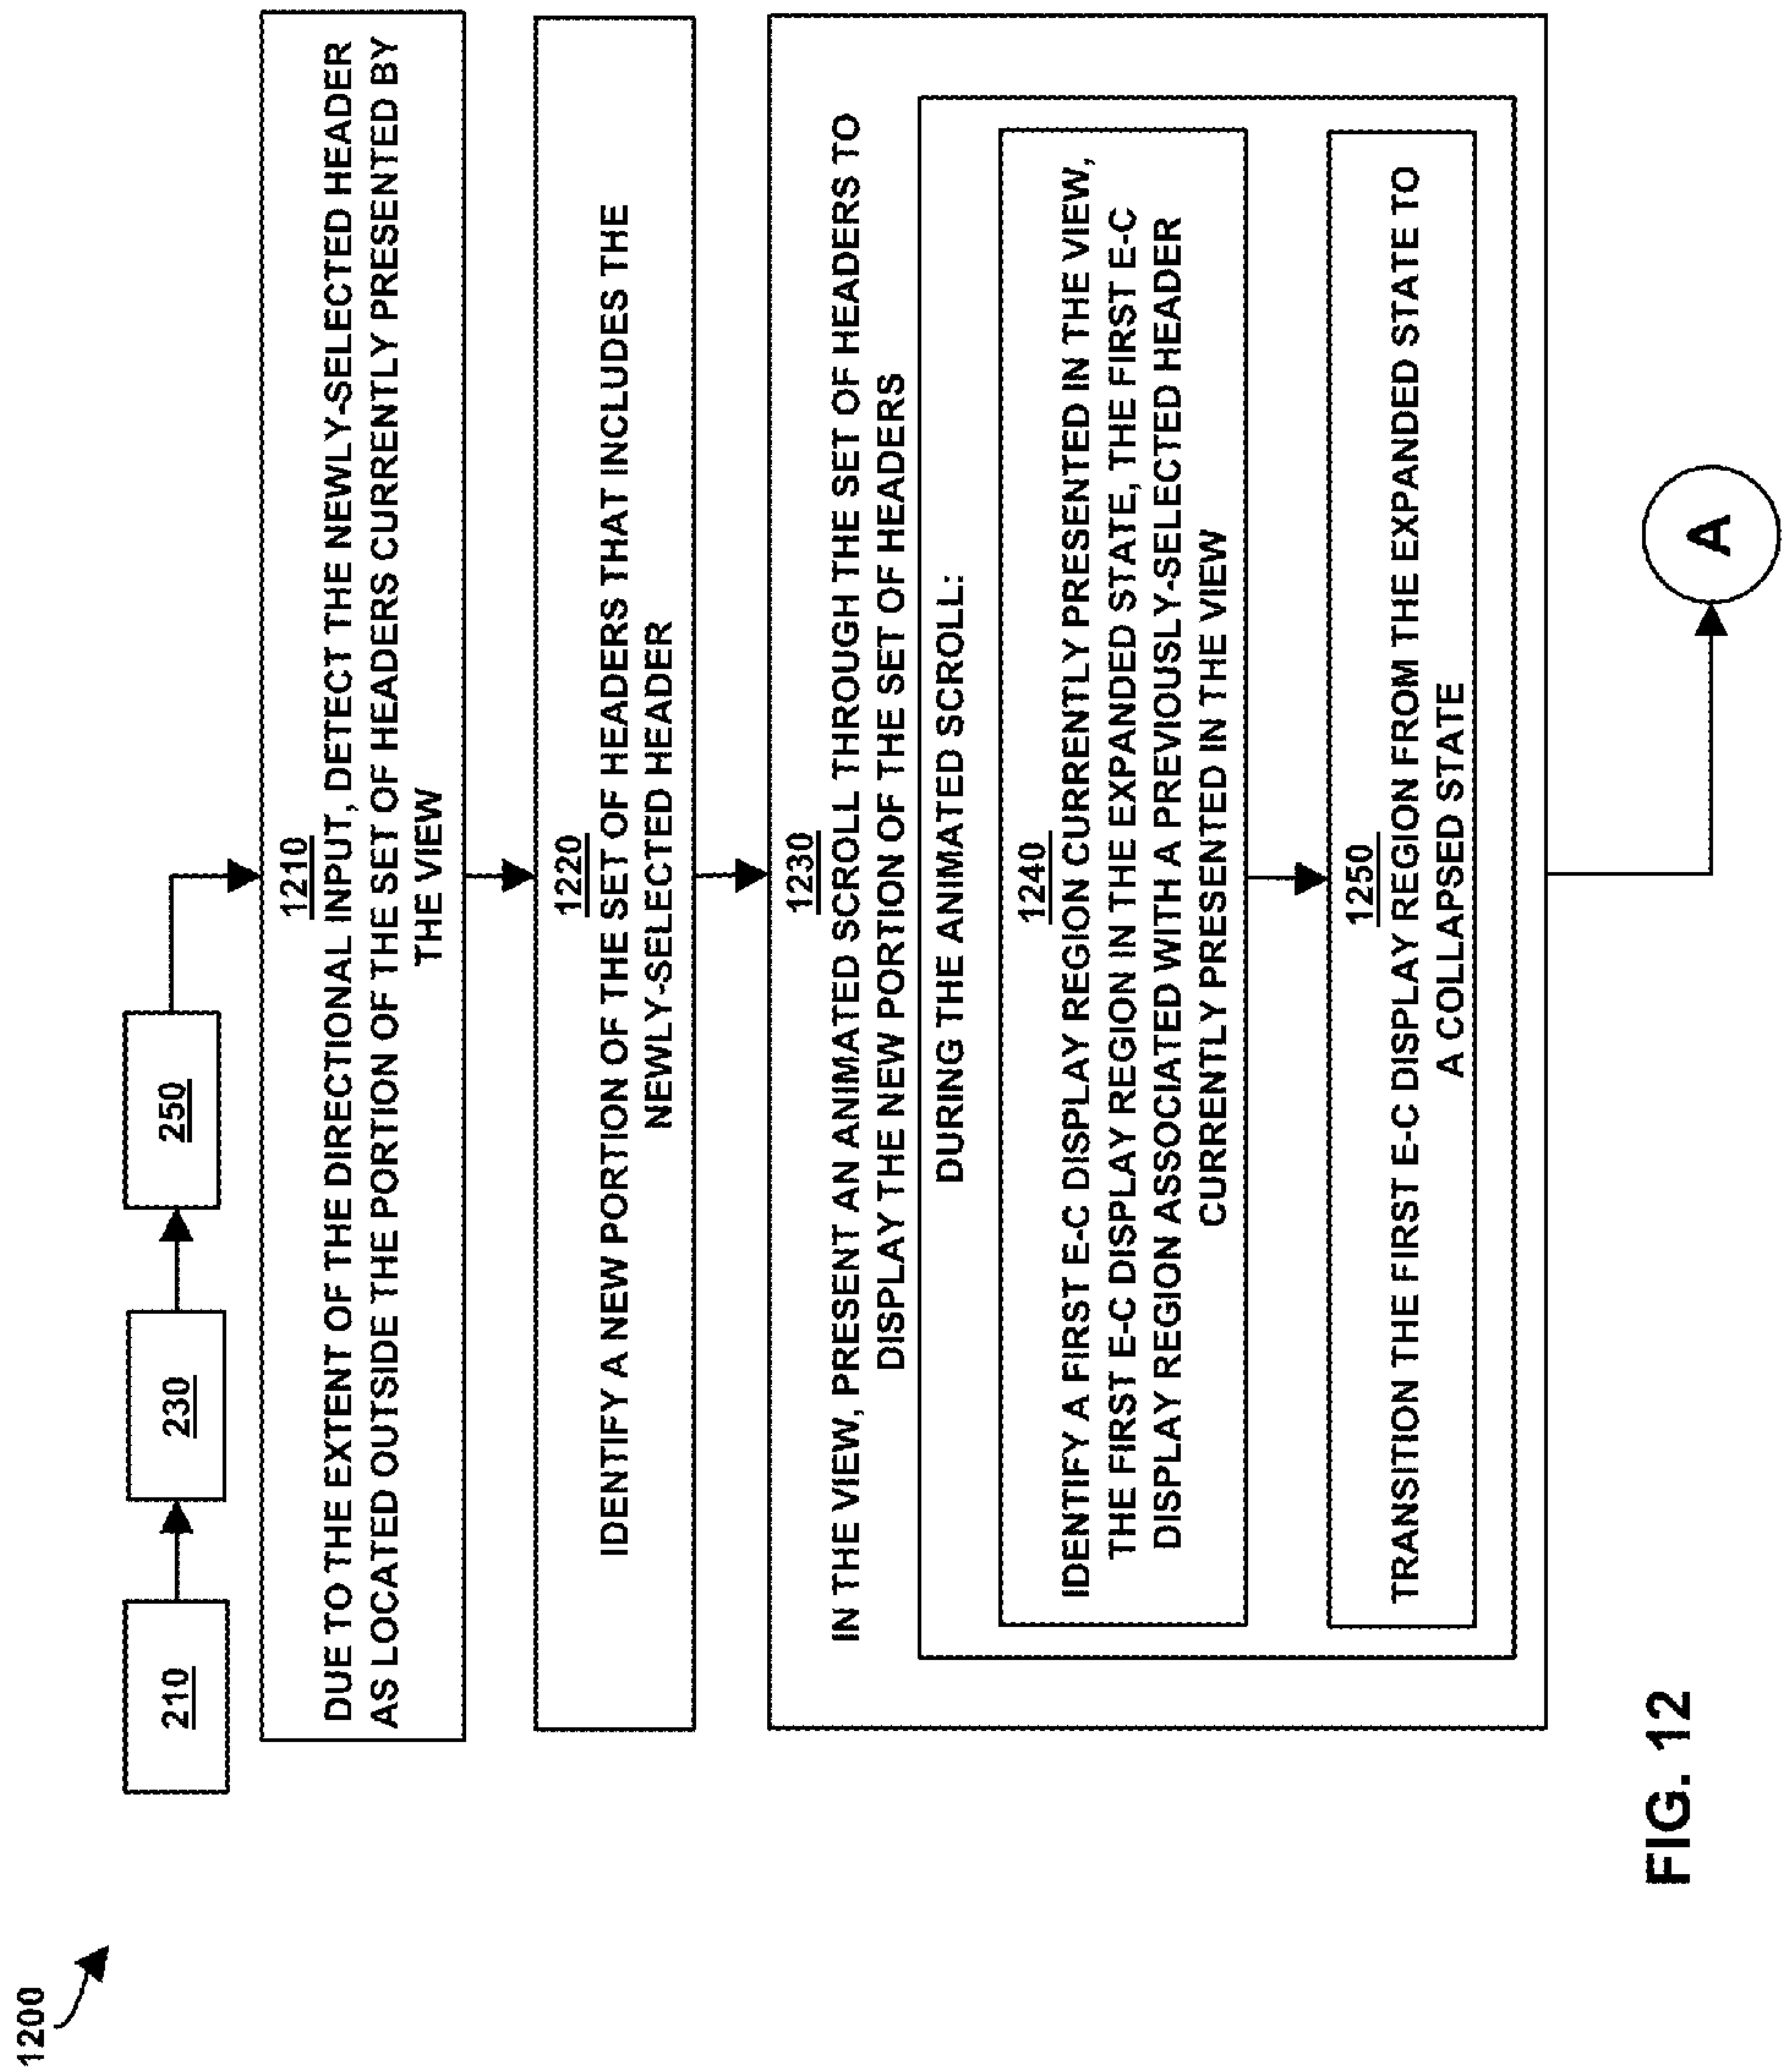 1200
210
230
250
1210
DUE TO THE EXTENT OF THE DIRECTIONAL INPUT, DETECT THE NEWLY-SELECTED HEADER
AS LOCATED OUTSIDE THE PORTION OF THE SET OF HEADERS CURRENTLY PRESENTED BY
THE VIEW
1220
IDENTIFY A NEW PORTION OF THE SET OF HEADERS THAT INCLUDES THE
NEWLY-SELECTED HEADER
1230
IN THE VIEW, PRESENT AN ANIMATED SCROLL THROUGH THE SET OF HEADERS TO
DISPLAY THE NEW PORTION OF THE SET OF HEADERS
DURING THE ANIMATED SCROLL:
1240
IDENTIFY A FIRST E-C DISPLAY REGION CURRENTLY PRESENTED IN THE VIEW,
THE FIRST E-C DISPLAY REGION IN THE EXPANDED STATE, THE FIRST E-C
DISPLAY REGION ASSOCIATED WITH A PREVIOUSLY-SELECTED HEADER
CURRENTLY PRESENTED IN THE VIEW
1250
TRANSITION THE FIRST E-C DISPLAY REGION FROM THE EXPANDED STATE TO
A COLLAPSED STATE
A
FIG. 12